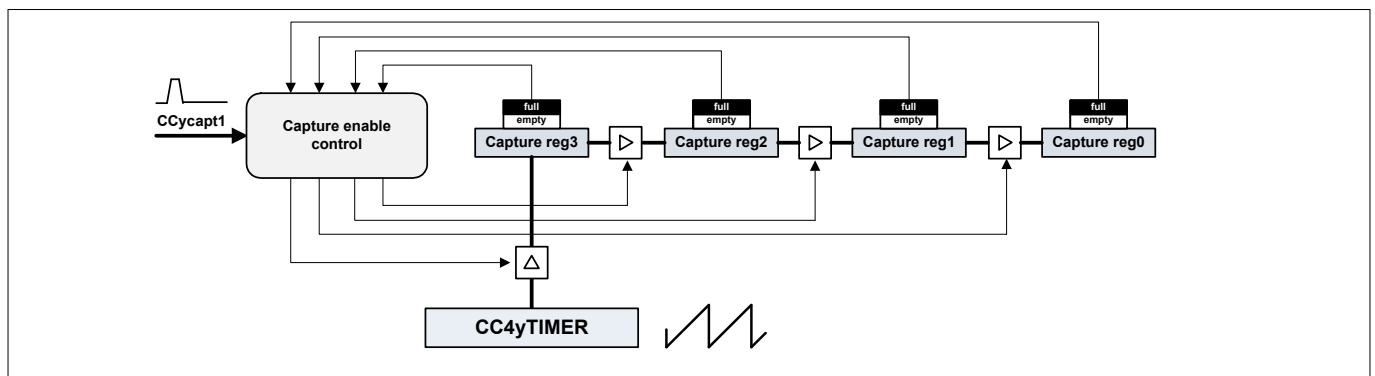 CCycapt1
Capture enable
control
full
empty
Capture reg3
full
empty
Capture reg2
full
empty
Capture reg1
full
empty
Capture reg0
CC4yTIMER